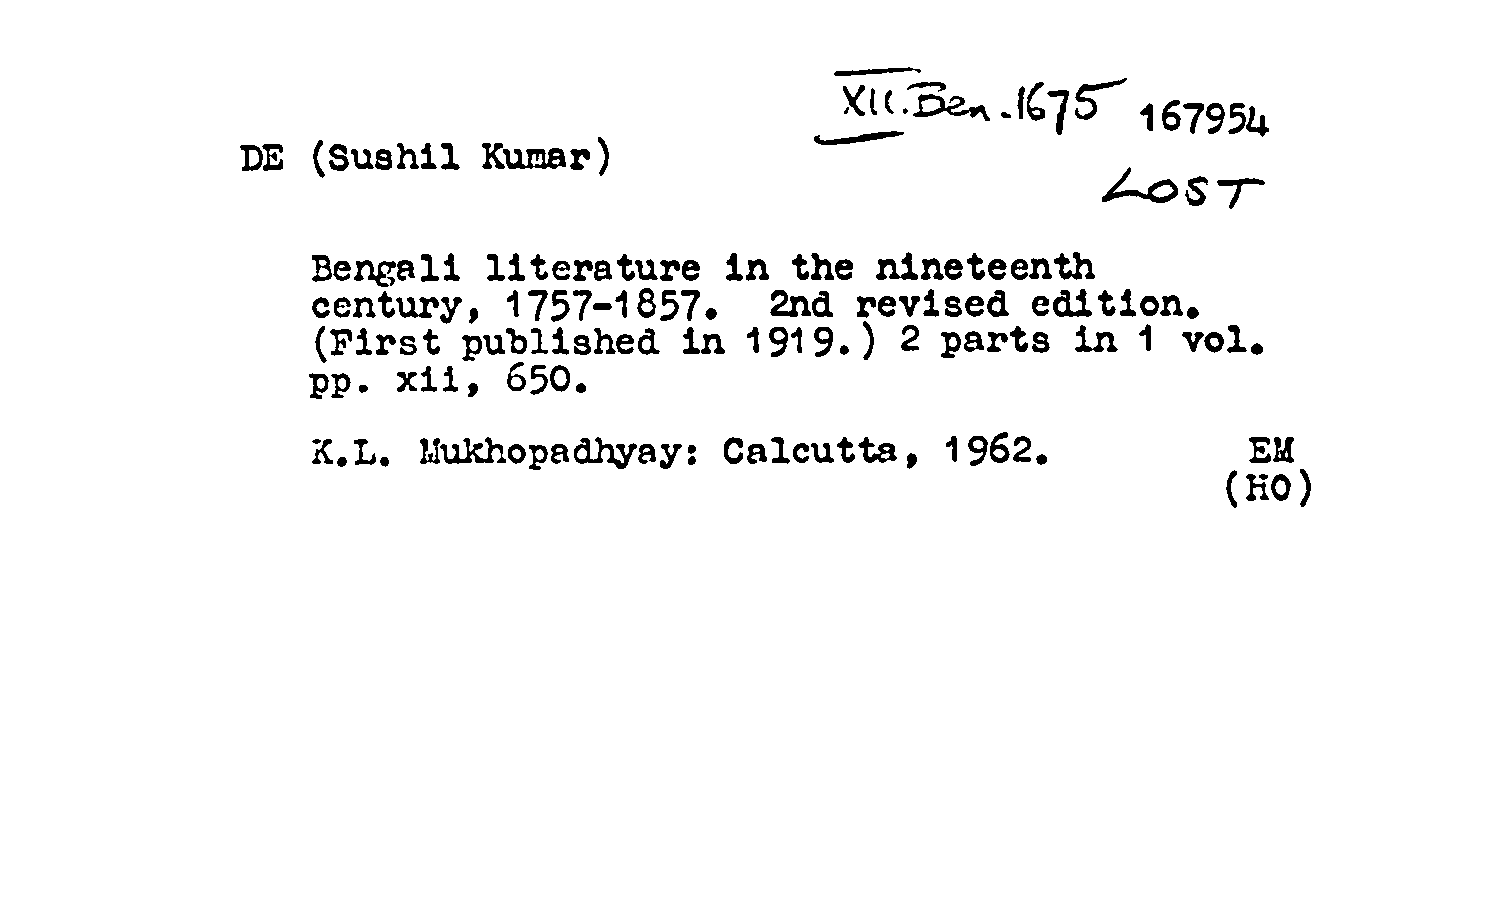 XII.Ben.1675 167954
DE (Sushil Kumar)
LOST
Bengali literature in the nineteenth
century, 1757-1857. 2nd revised edition.
(First published in 1919.) 2 parts in 1 vol.
pp. xii, 650.
K.L. Mukhopadhyay: Calcutta, 1962. EM
(HO)